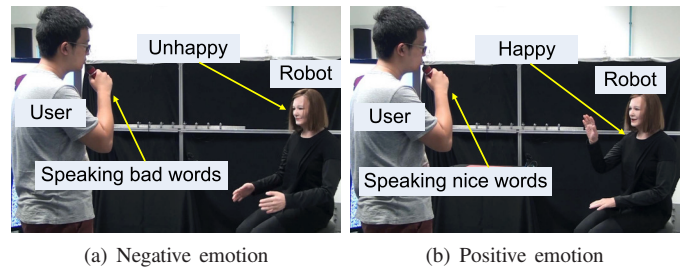 Unhappy
Robot
User
Speaking bad words
(a) Negative emotion
Happy
Robot
User
Speaking nice words
(b) Positive emotion